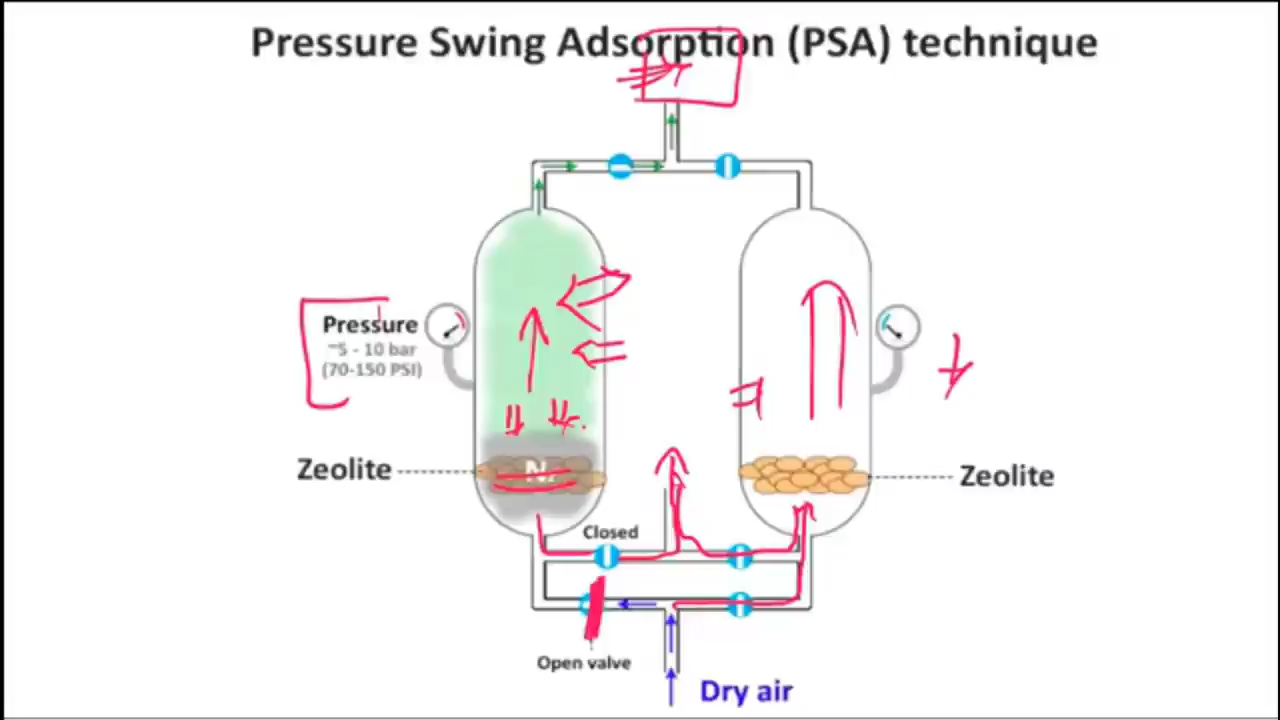 Pressure Swing Adsorption (PSA) technique
Pressure
~5 - 10 bar
(70-150 PSI)
Zeolite
N₂
Zeolite
Closed
Open valve
Dry air